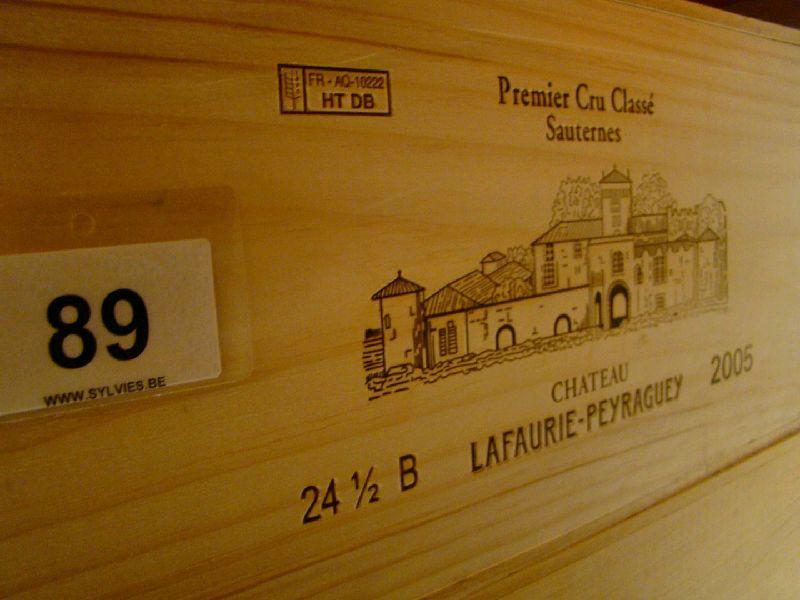 FR - AQ-10222
HT DB
Premier Cru Classé
Sauternes
89
WWW.SYLVIES.BE
CHATEAU
LAFAURIE-PEYRAGUEY 2005
24 ½ B